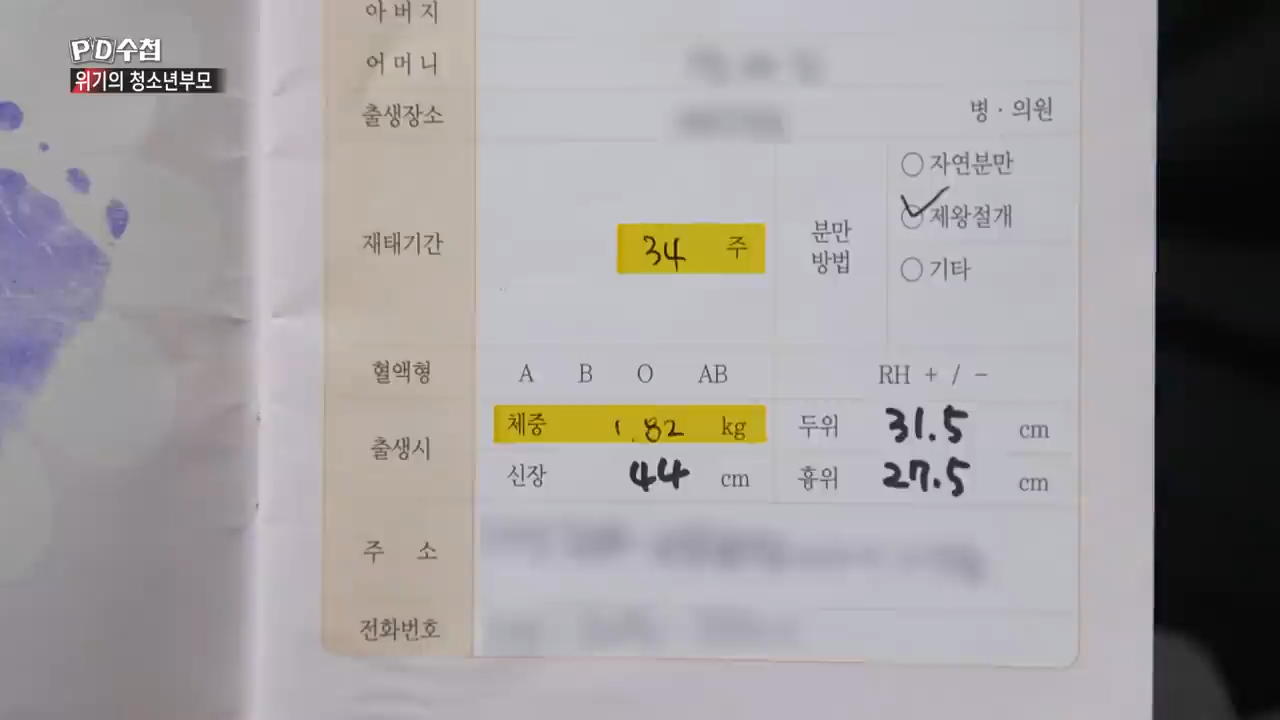 PD수첩
위기의 청소년부모
아버지
어머니
출생장소 병·의원
재태기간 34 주 분만 방법 자연분만 제왕절개 기타
혈액형 A B O AB RH + / -
출생시 체중 1.82 kg 두위 31.5 cm
신장 44 cm 흉위 27.5 cm
주 소
전화번호